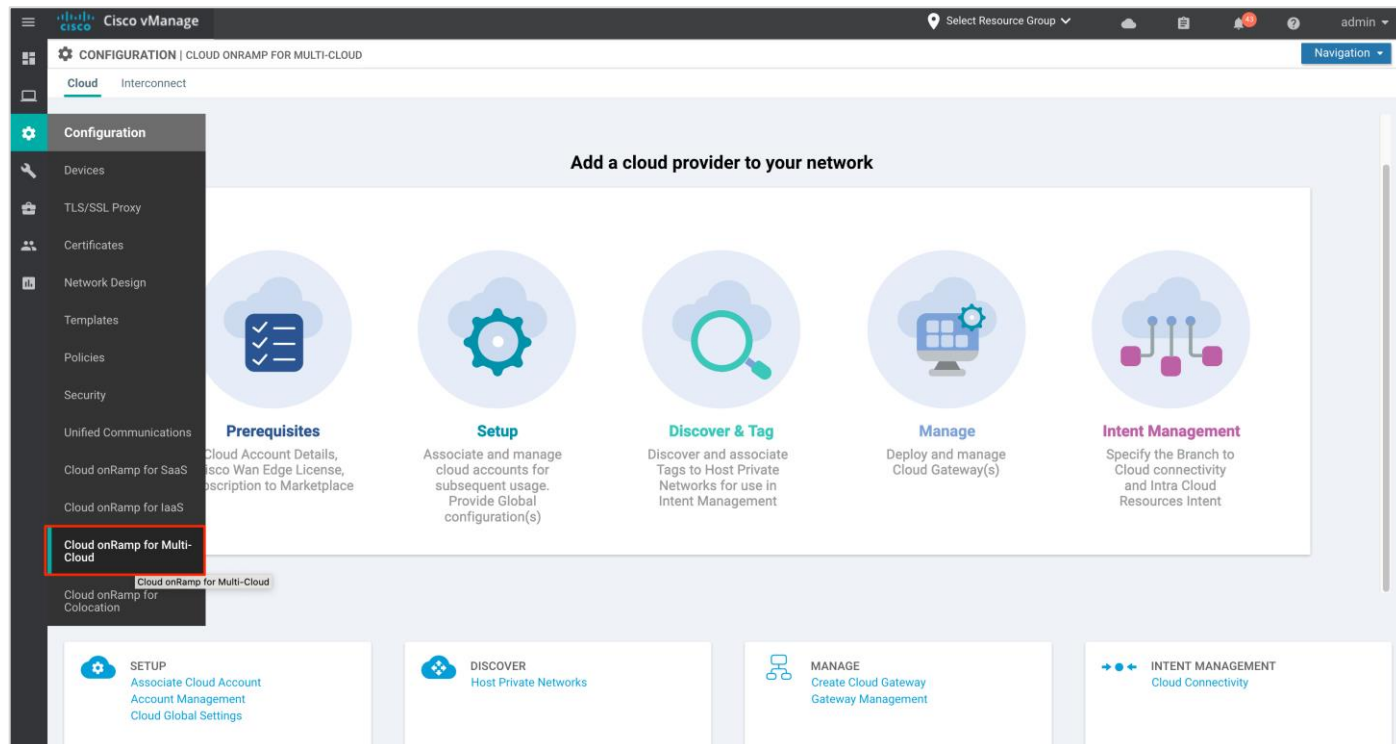 cisco Cisco vManage
Select Resource Group
43
admin
CONFIGURATION | CLOUD ONRAMP FOR MULTI-CLOUD
Navigation
Cloud Interconnect
Configuration
Devices
TLS/SSL Proxy
Certificates
Network Design
Templates
Policies
Security
Unified Communications
Cloud onRamp for SaaS
Cloud onRamp for IaaS
Cloud onRamp for Multi-
Cloud
Cloud onRamp for Multi-Cloud
Cloud onRamp for
Colocation
Add a cloud provider to your network
Prerequisites
Cloud Account Details,
isco Wan Edge License,
oscription to Marketplace
Setup
Associate and manage
cloud accounts for
subsequent usage.
Provide Global
configuration(s)
Discover & Tag
Discover and associate
Tags to Host Private
Networks for use in
Intent Management
Manage
Deploy and manage
Cloud Gateway(s)
Intent Management
Specify the Branch to
Cloud connectivity
and Intra Cloud
Resources Intent
SETUP
Associate Cloud Account
Account Management
Cloud Global Settings
DISCOVER
Host Private Networks
MANAGE
Create Cloud Gateway
Gateway Management
INTENT MANAGEMENT
Cloud Connectivity